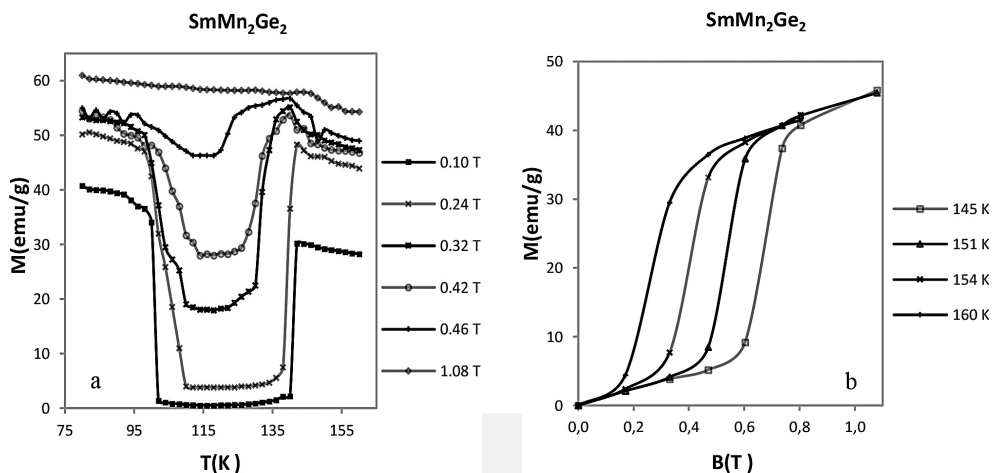 SmMn2Ge2
M(emu/g)
60
50
40
30
20
10
0
75
95
115
135
155
T(K )
a
0.10 T
0.24 T
0.32 T
0.42 T
0.46 T
1.08 T
SmMn2Ge2
M(emu/g)
50
40
30
20
10
0
0,0
0,2
0,4
0,6
0,8
1,0
B(T )
b
145 K
151 K
154 K
160 K